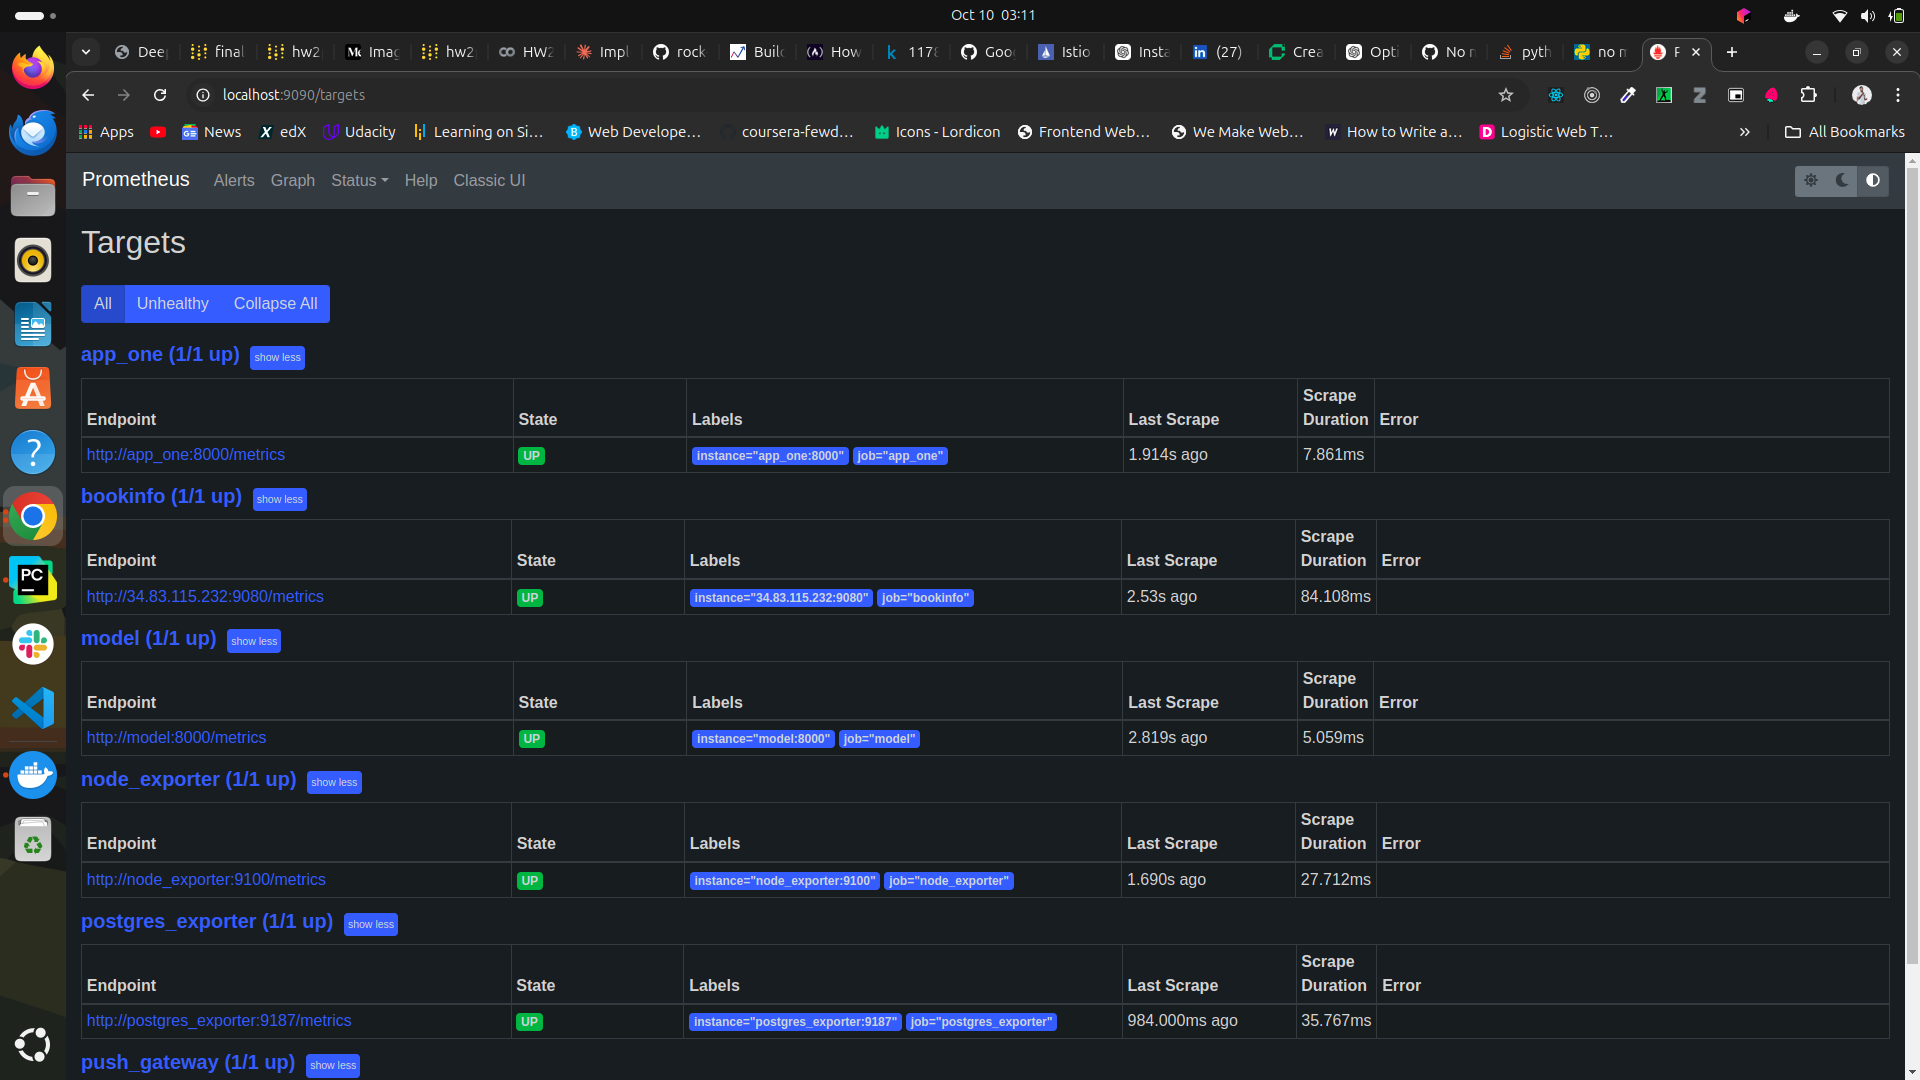 Oct 10 03:11
Deep
final
hw2
Imag
hw2
HW2
Impl
rock
Build
How
1178
Goo
Istio
Insta
(27)
Crea
Opti
No n
pyth
no m
localhost:9090/targets
Apps
News
edX
Udacity
Learning on Si...
Web Develope...
coursera-fewd...
Icons - Lordicon
Frontend Web...
We Make Web...
How to Write a...
Logistic Web T...
»
All Bookmarks
Prometheus Alerts Graph Status Help Classic UI
Targets
All Unhealthy Collapse All
app_one (1/1 up) show less
Endpoint State Labels Last Scrape Scrape Duration Error
http://app_one:8000/metrics UP instance="app_one:8000" job="app_one" 1.914s ago 7.861ms
bookinfo (1/1 up) show less
Endpoint State Labels Last Scrape Scrape Duration Error
http://34.83.115.232:9080/metrics UP instance="34.83.115.232:9080" job="bookinfo" 2.53s ago 84.108ms
model (1/1 up) show less
Endpoint State Labels Last Scrape Scrape Duration Error
http://model:8000/metrics UP instance="model:8000" job="model" 2.819s ago 5.059ms
node_exporter (1/1 up) show less
Endpoint State Labels Last Scrape Scrape Duration Error
http://node_exporter:9100/metrics UP instance="node_exporter:9100" job="node_exporter" 1.690s ago 27.712ms
postgres_exporter (1/1 up) show less
Endpoint State Labels Last Scrape Scrape Duration Error
http://postgres_exporter:9187/metrics UP instance="postgres_exporter:9187" job="postgres_exporter" 984.000ms ago 35.767ms
push_gateway (1/1 up) show less